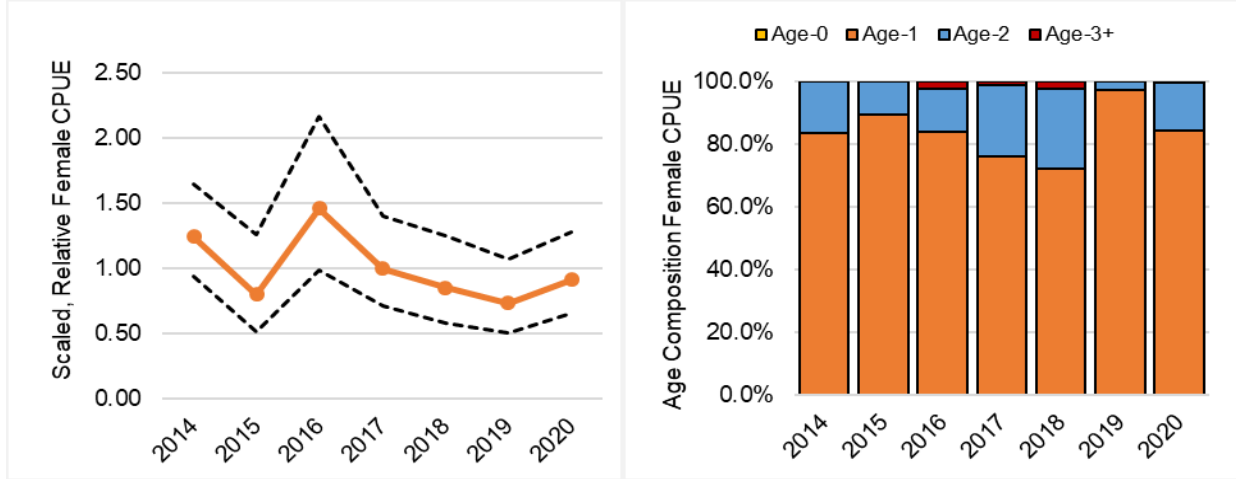 Scaled, Relative Female CPUE
2.50
2.00
1.50
1.00
0.50
0.00
2014 2015 2016 2017 2018 2019 2020
Age-0 Age-1 Age-2 Age-3+
Age Composition Female CPUE
100.0%
80.0%
60.0%
40.0%
20.0%
0.0%
2014 2015 2016 2017 2018 2019 2020